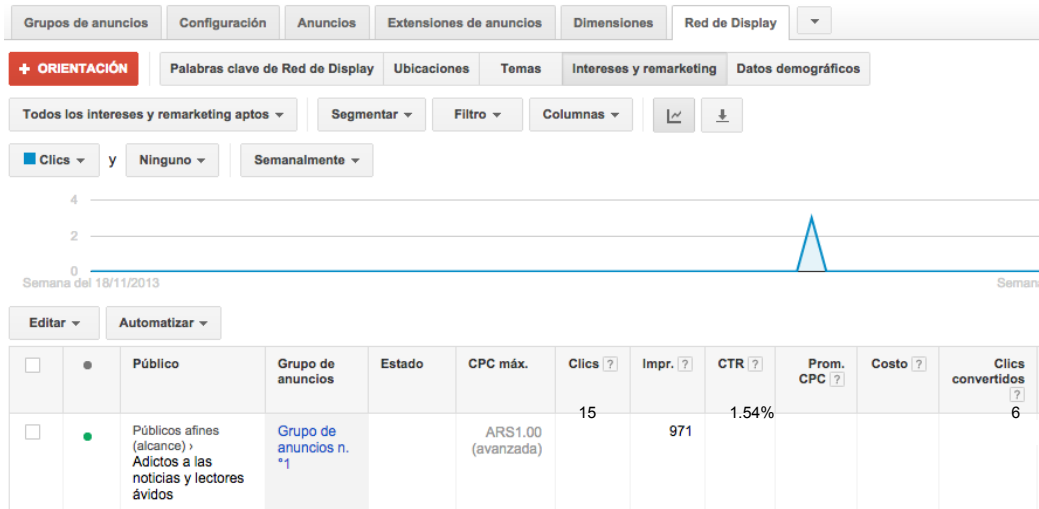 Grupos de anuncios Configuración Anuncios Extensiones de anuncios Dimensiones Red de Display
+ ORIENTACIÓN Palabras clave de Red de Display Ubicaciones Temas Intereses y remarketing Datos demográficos
Todos los intereses y remarketing aptos Segmentar Filtro Columnas
Clics y Ninguno Semanalmente
4
2
0
Semana del 18/11/2013 Semana
Editar Automatizar
Público Grupo de anuncios Estado CPC máx. Clics ? Impr. ? CTR ? Prom. CPC ? Costo ? Clics convertidos ?
15 1.54% 6
Públicos afines Grupo de ARS1.00 971
(alcance) › anuncios n. (avanzada)
Adictos a las °1
noticias y lectores
ávidos